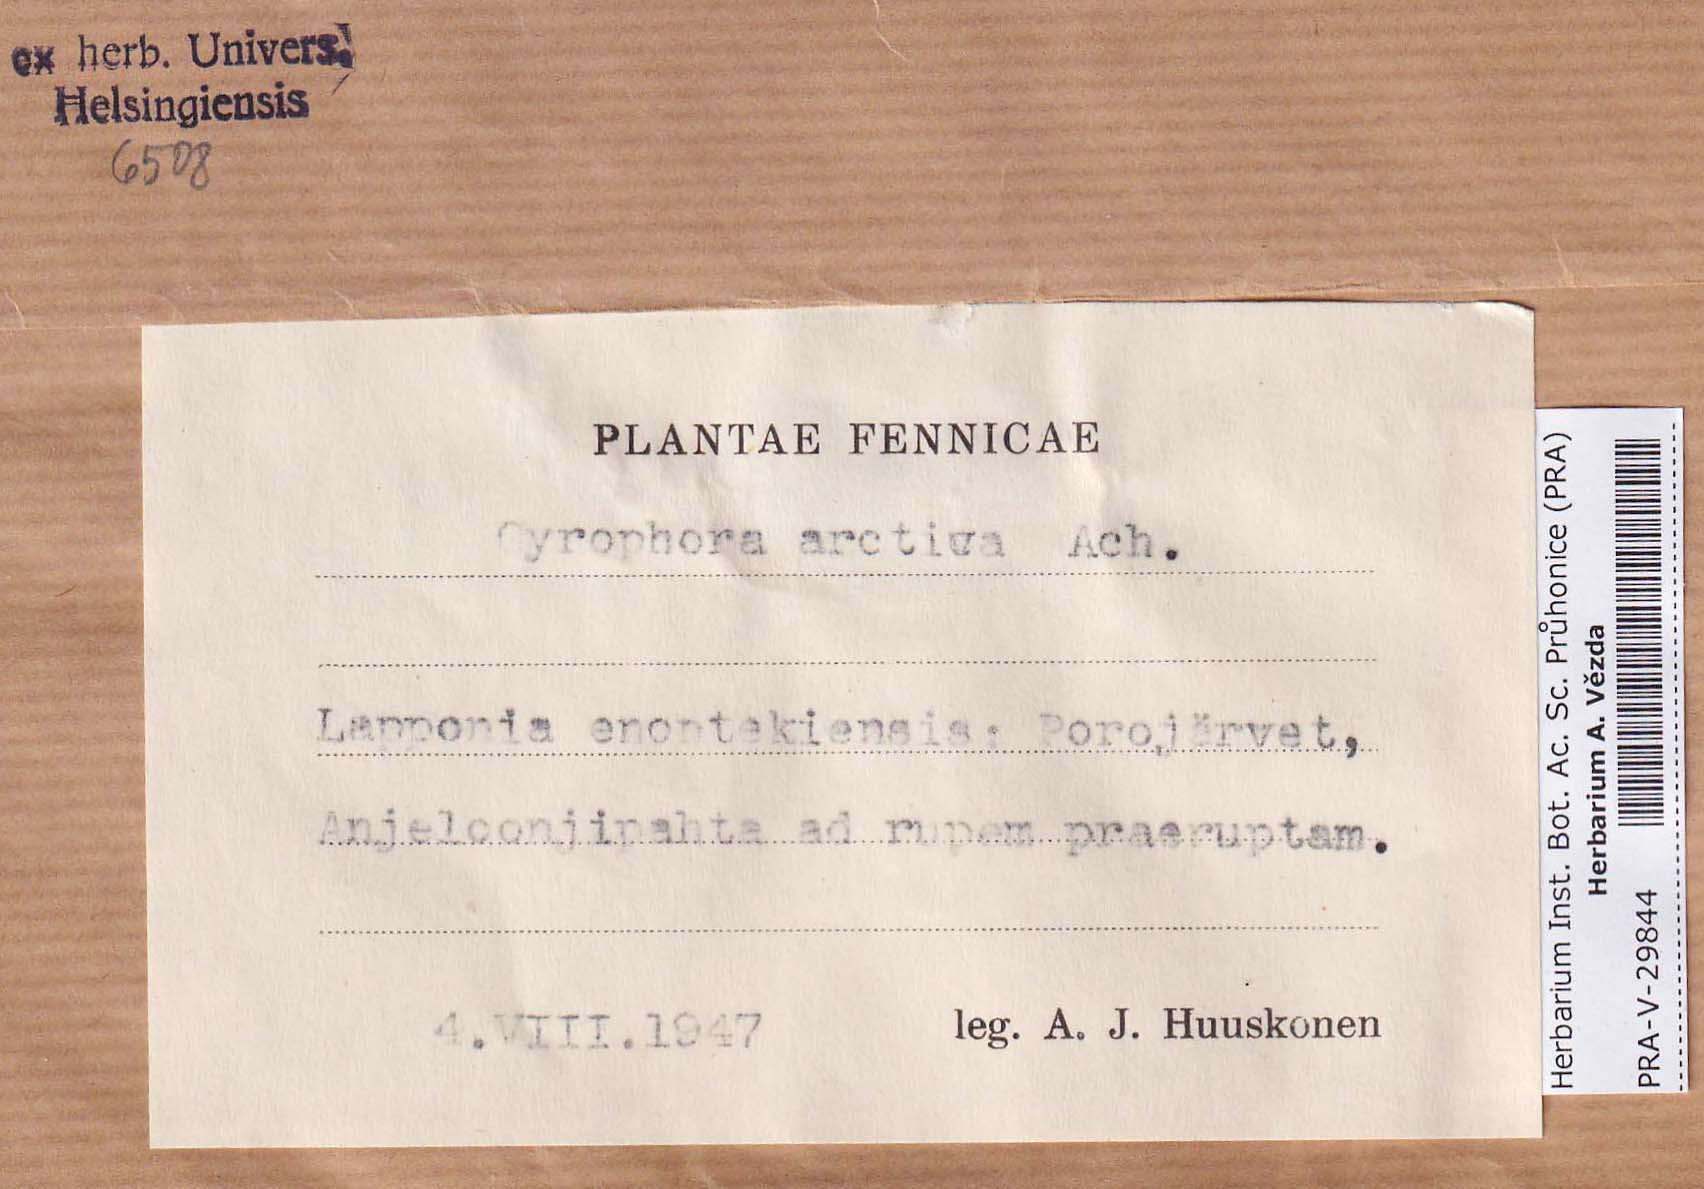 ex herb. Univers.
Helsingiensis
6508
PLANTAE FENNICAE
Gyrophora arctica Ach.
Lapponia enontekiensis: Porojärvet,
Anjeloonjipahta ad rupem praeruptam.
4.VIII.1947
leg. A. J. Huuskonen
Herbarium Inst. Bot. Ac. Sc. Průhonice (PRA)
Herbarium A. Vězda
PRA-V-29844